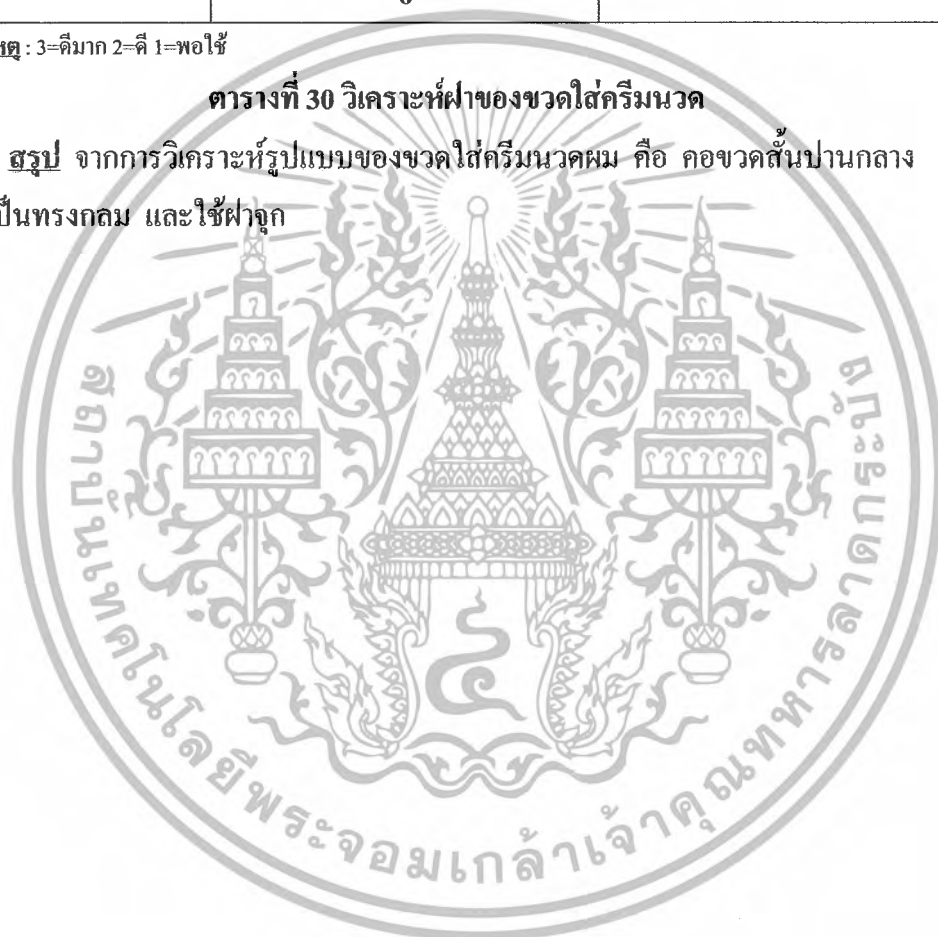 หตุ : 3=ดีมาก 2=ดี 1=พอใช้
ตารางที่ 30 วิเคราะห์ฝาของขวดใส่ครีมนวด
สรุป จากการวิเคราะห์รูปแบบของขวดใส่ครีมนวดผม คือ คอขวดสั้นปานกลาง
ป็นทรงกลม และใช้ฝาจุก
สถาบันเทคโนโลยีพระจอมเกล้าเจ้าคุณทหารลาดกระบัง
๔